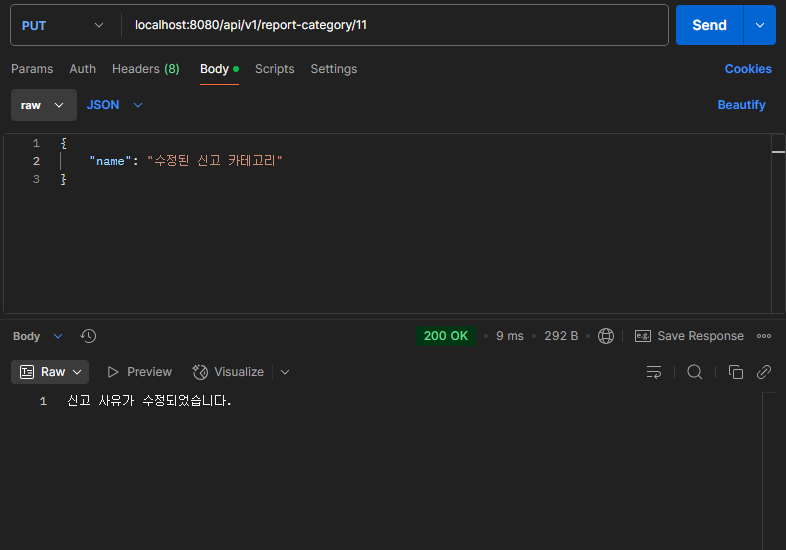 PUT localhost:8080/api/v1/report-category/11 Send
Params Auth Headers (8) Body Scripts Settings Cookies
raw JSON Beautify
1 {
2 "name": "수정된 신고 카테고리"
3 }
Body 200 OK 9 ms 292 B e.g. Save Response
Raw Preview Visualize
1 신고 사유가 수정되었습니다.